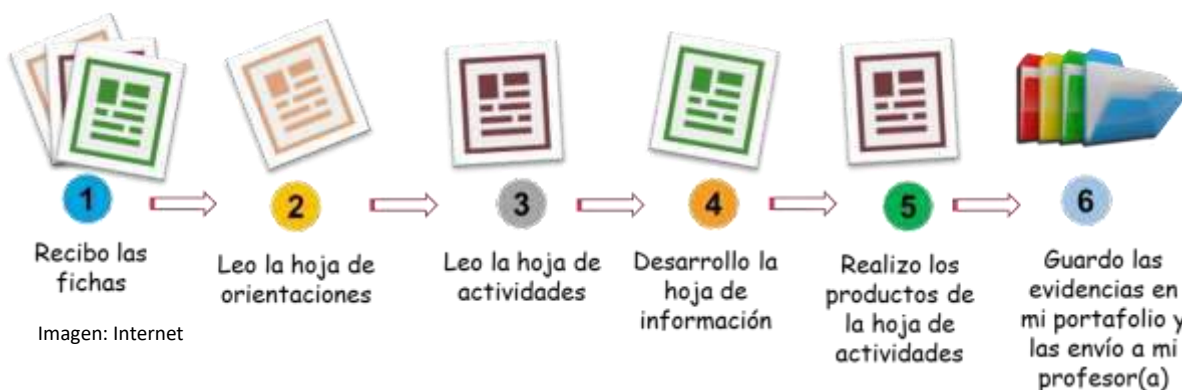 1
Recibo las
fichas
2
Leo la hoja de
orientaciones
3
Leo la hoja de
actividades
4
Desarrollo la
hoja de
información
5
Realizo los
productos de
la hoja de
actividades
6
Guardo las
evidencias en
mi portafolio y
las envío a mi
profesor(a)
Imagen: Internet